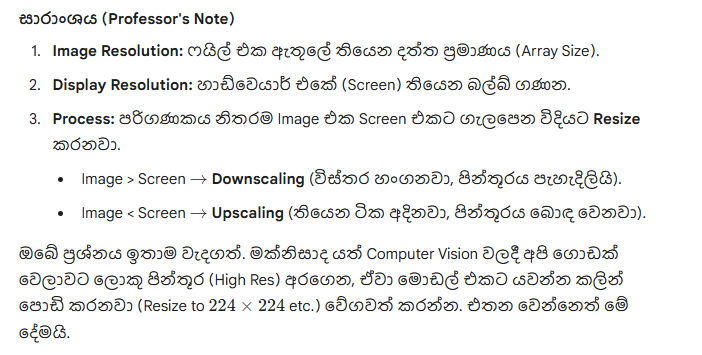 සාරාංශය (Professor's Note)
1. Image Resolution: ෆයිල් එක ඇතුලේ තියෙන දත්ත ප්‍රමාණය (Array Size).
2. Display Resolution: හාඩ්වෙයාර් එකේ (Screen) තියෙන බල්බ් ගණන.
3. Process: පරිගණකය නිතරම Image එක Screen එකට ගැලපෙන විදියට Resize
කරනවා.
• Image > Screen → Downscaling (විස්තර හංගනවා, පින්තූරය පැහැදිලියි).
• Image < Screen → Upscaling (තියෙන ටික අදිනවා, පින්තූරය බොඳ වෙනවා).
ඔබේ ප්‍රශ්නය ඉතාම වැදගත්. මක්නිසාද යත් Computer Vision වලදී අපි ගොඩක්
වෙලාවට ලොකු පින්තූර (High Res) අරගෙන, ඒවා මොඩල් එකට යවන්න කලින්
පොඩි කරනවා (Resize to 224 × 224 etc.) වේගවත් කරන්න. එතන වෙන්නෙත් මේ
දේමයි.